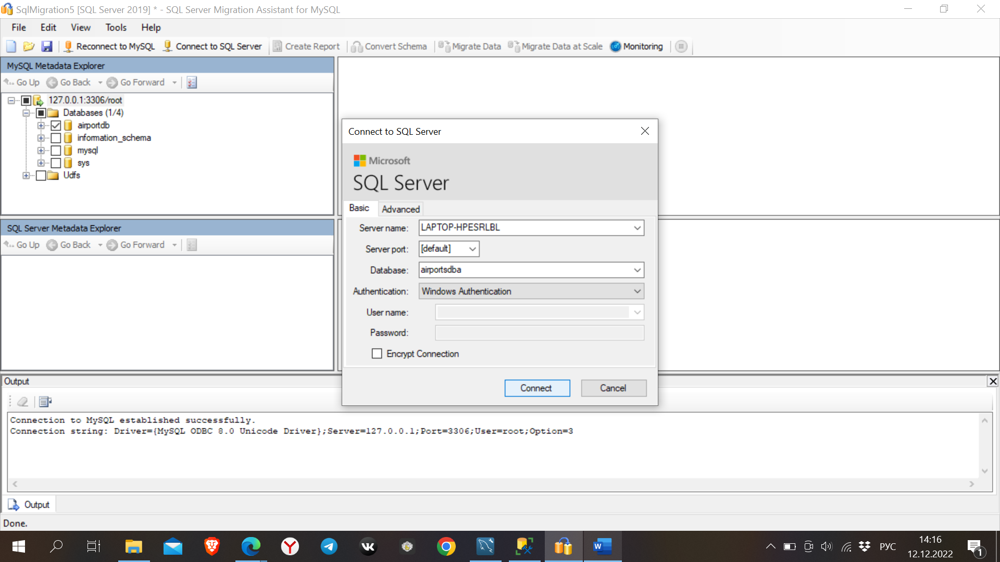 SqlMigration5 [SQL Server 2019] * - SQL Server Migration Assistant for MySQL
File Edit View Tools Help
Reconnect to MySQL Connect to SQL Server Create Report Convert Schema Migrate Data Migrate Data at Scale Monitoring
MySQL Metadata Explorer
Go Up Go Back Go Forward
127.0.0.1:3306/root
Databases (1/4)
airportdb
information_schema
mysql
sys
Udfs
SQL Server Metadata Explorer
Go Up Go Back Go Forward
Connect to SQL Server
Microsoft
SQL Server
Basic Advanced
Server name: LAPTOP-HPESRLBL
Server port: [default]
Database: airportsdba
Authentication: Windows Authentication
User name:
Password:
Encrypt Connection
Connect Cancel
Output
Connection to MySQL established successfully.
Connection string: Driver={MySQL ODBC 8.0 Unicode Driver};Server=127.0.0.1;Port=3306;User=root;Option=3
Output
Done.
РУС
14:16
12.12.2022
1